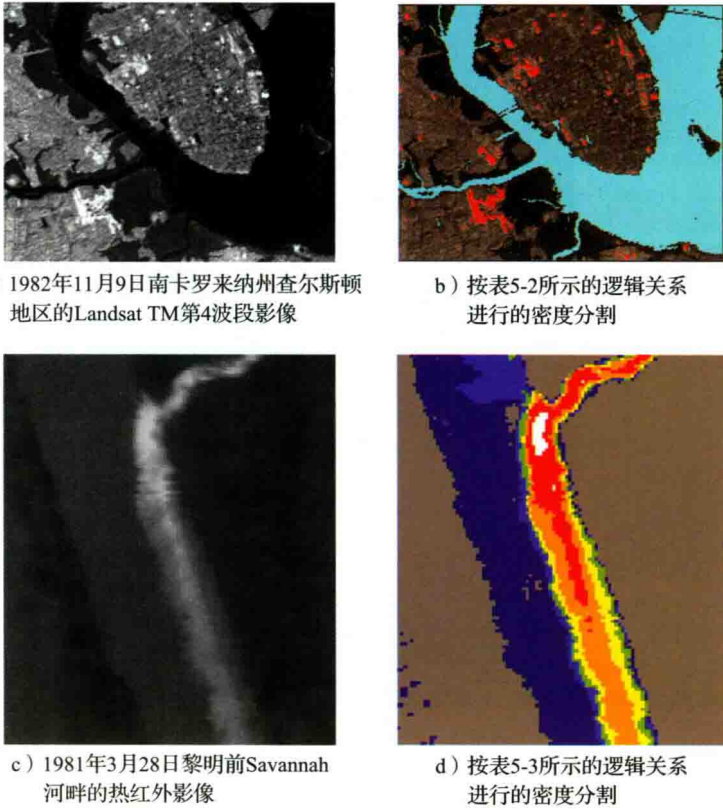 1982年11月9日南卡罗来纳州查尔斯顿
地区的Landsat TM第4波段影像
b）按表5-2所示的逻辑关系
进行的密度分割
c）1981年3月28日黎明前Savannah
河畔的热红外影像
d）按表5-3所示的逻辑关系
进行的密度分割